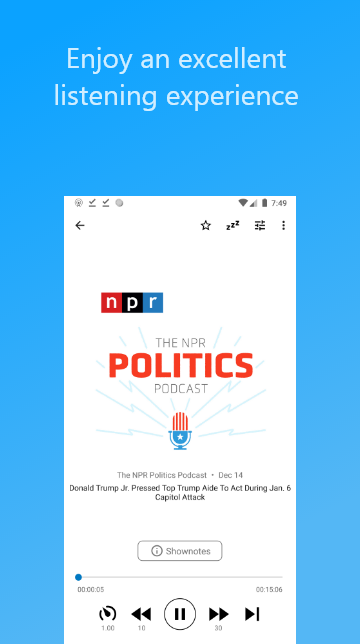 Enjoy an excellent
listening experience
7:49
npr
THE NPR
POLITICS
PODCAST
The NPR Politics Podcast • Dec 14
Donald Trump Jr. Pressed Top Trump Aide To Act During Jan. 6
Capitol Attack
Shownotes
00:00:05 00:15:06
1.00 10 30